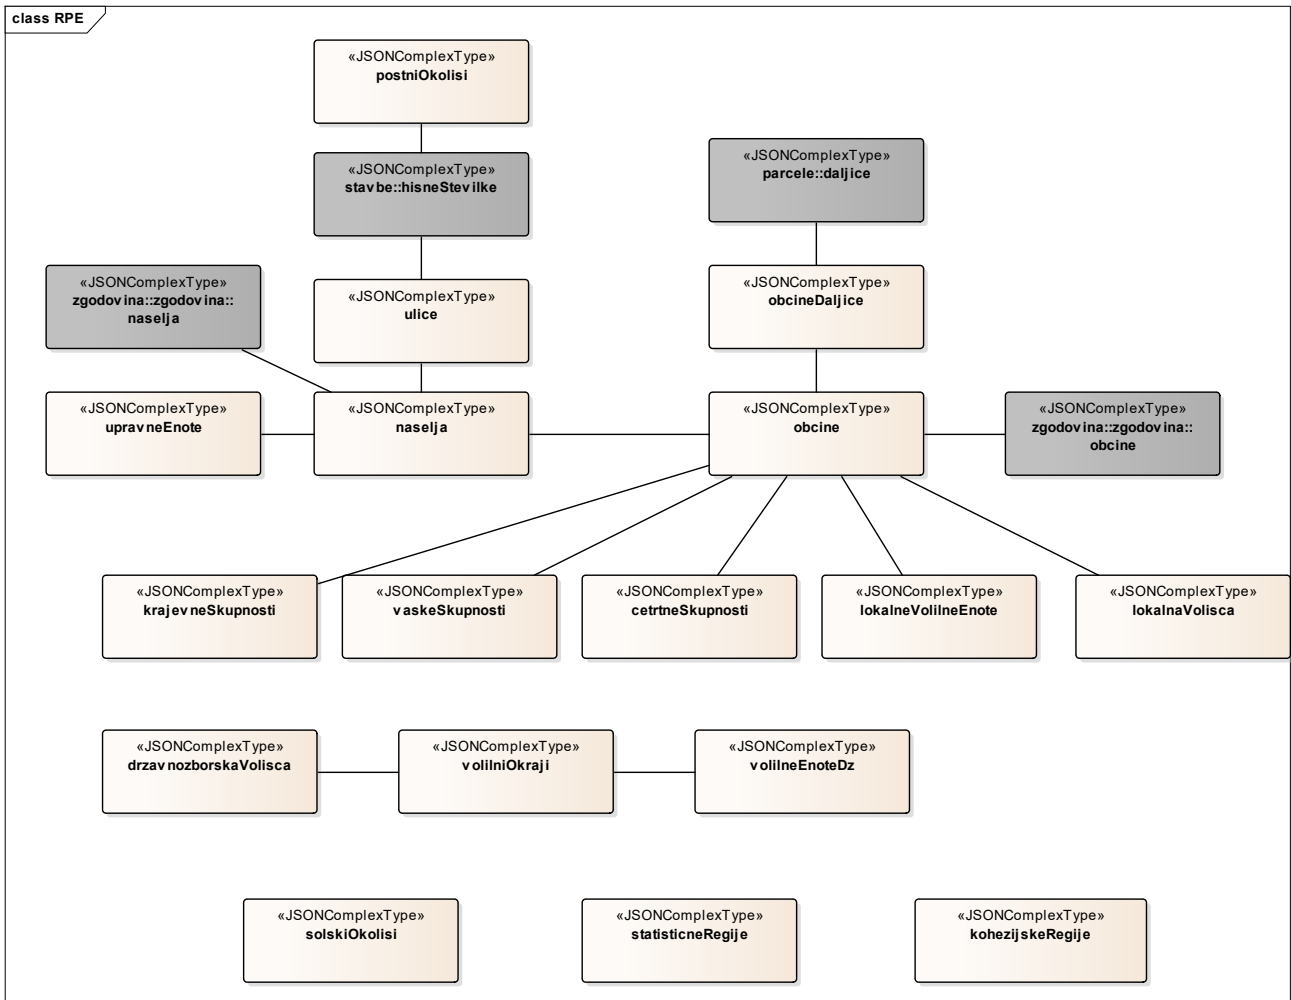 class RPE
«JSONComplexType»
postniOkolisi
«JSONComplexType»
parcele::daljice
«JSONComplexType»
stavbe::hisneStevilke
«JSONComplexType»
zgodovina::zgodovina::
naselja
«JSONComplexType»
ulice
«JSONComplexType»
obcineDaljice
«JSONComplexType»
upravneEnote
«JSONComplexType»
naselja
«JSONComplexType»
obcine
«JSONComplexType»
zgodovina::zgodovina::
obcine
«JSONComplexType»
krajevneSkupnosti
«JSONComplexType»
vaskeSkupnosti
«JSONComplexType»
cetrtneSkupnosti
«JSONComplexType»
lokalneVolilneEnote
«JSONComplexType»
lokalnaVolisca
«JSONComplexType»
drzavnozborskaVolisca
«JSONComplexType»
volilniOkraji
«JSONComplexType»
volilneEnoteDz
«JSONComplexType»
solskiOkolisi
«JSONComplexType»
statisticneRegije
«JSONComplexType»
kohezijskeRegije